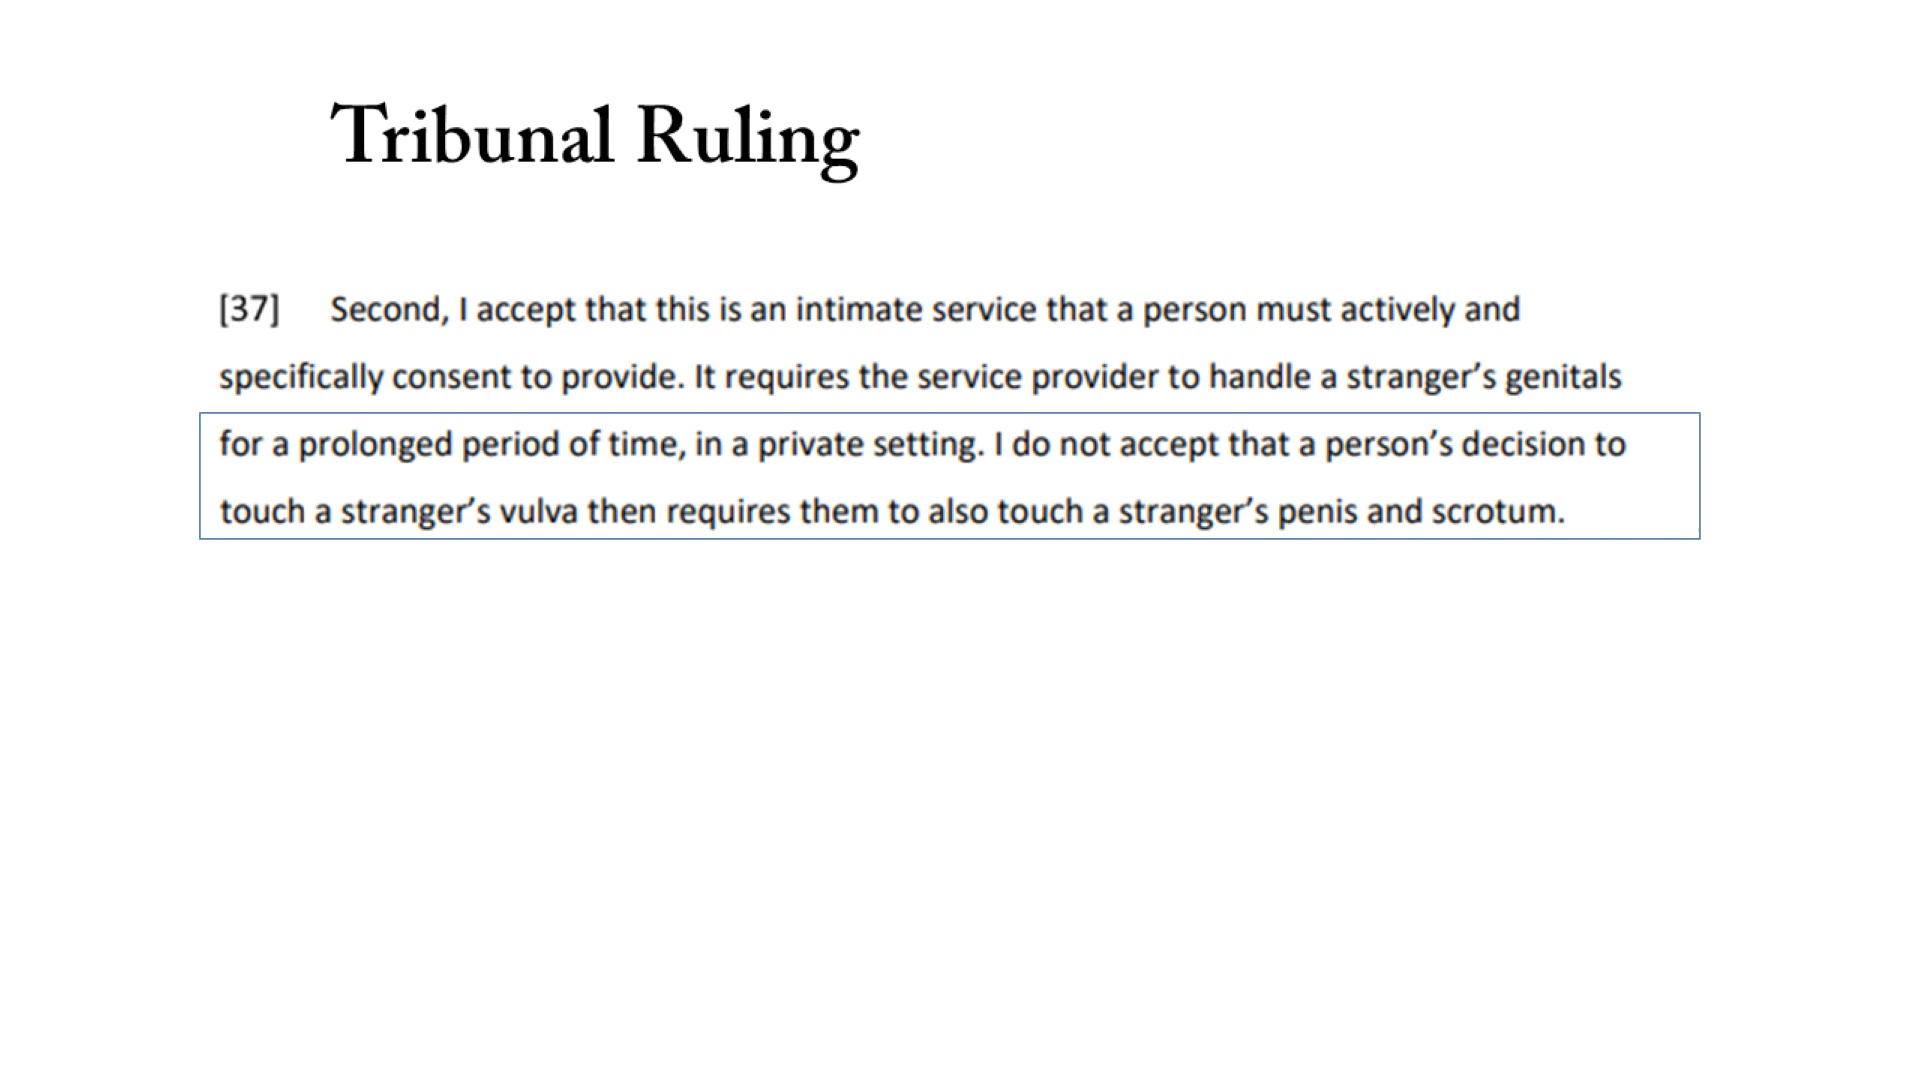 Tribunal Ruling
[37] Second, I accept that this is an intimate service that a person must actively and
specifically consent to provide. It requires the service provider to handle a stranger’s genitals
for a prolonged period of time, in a private setting. I do not accept that a person’s decision to
touch a stranger’s vulva then requires them to also touch a stranger’s penis and scrotum.